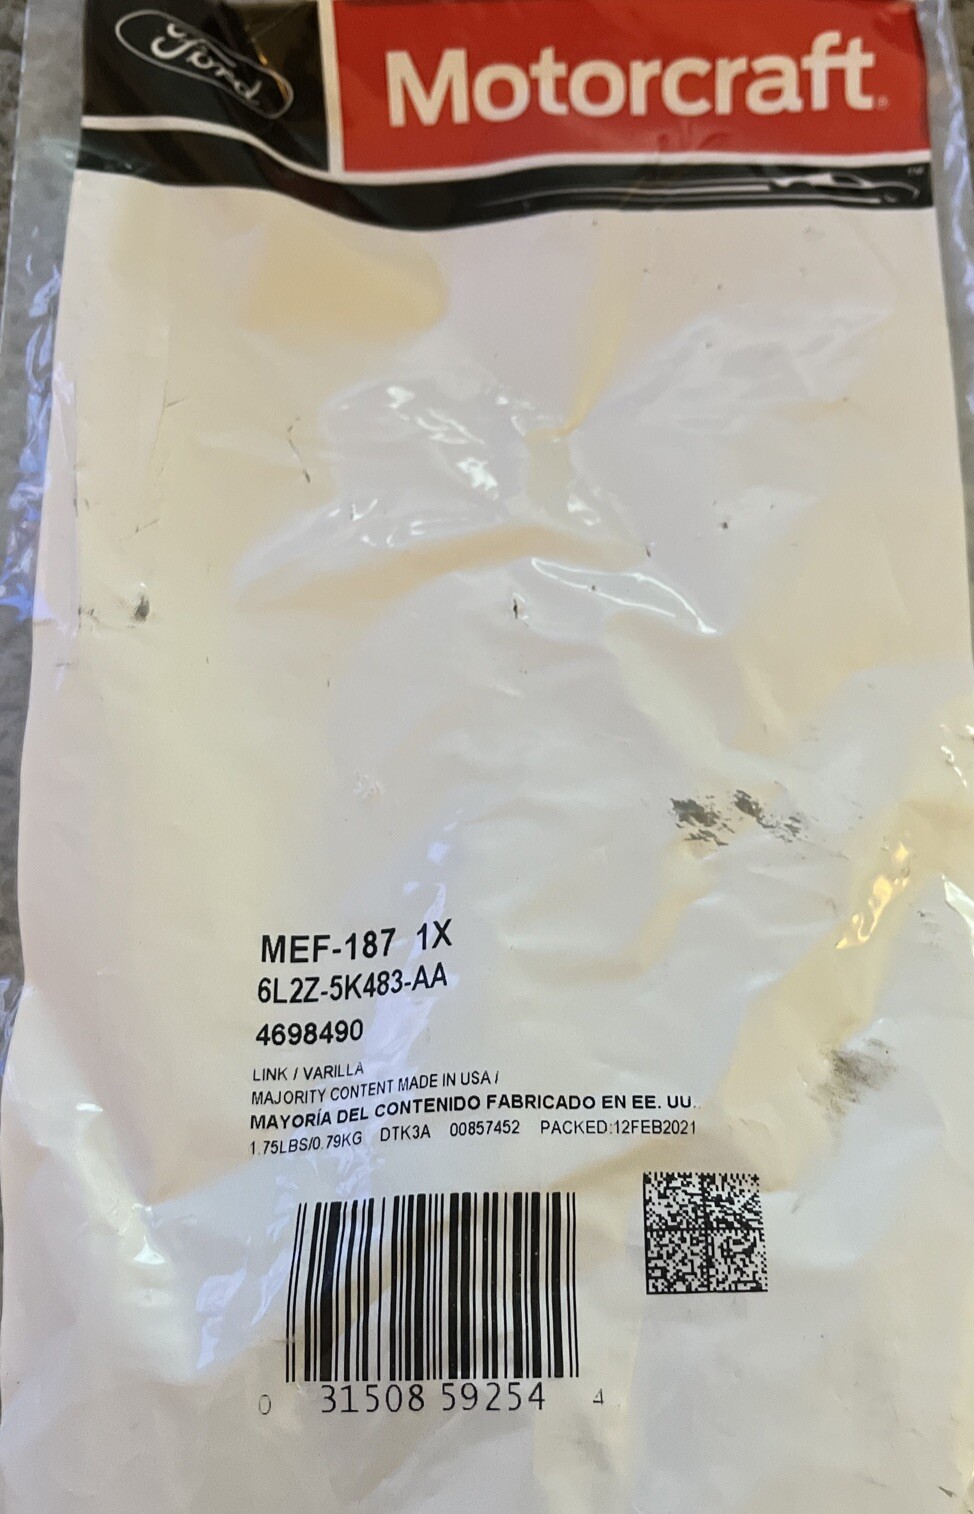 Ford
Motorcraft®
MEF-187 1X
6L2Z-5K483-AA
4698490
LINK / VARILLA
MAJORITY CONTENT MADE IN USA /
MAYORÍA DEL CONTENIDO FABRICADO EN EE. UU.
1.75LBS/0.79KG DTK3A 00857452 PACKED:12FEB2021
0 31508 59254 4